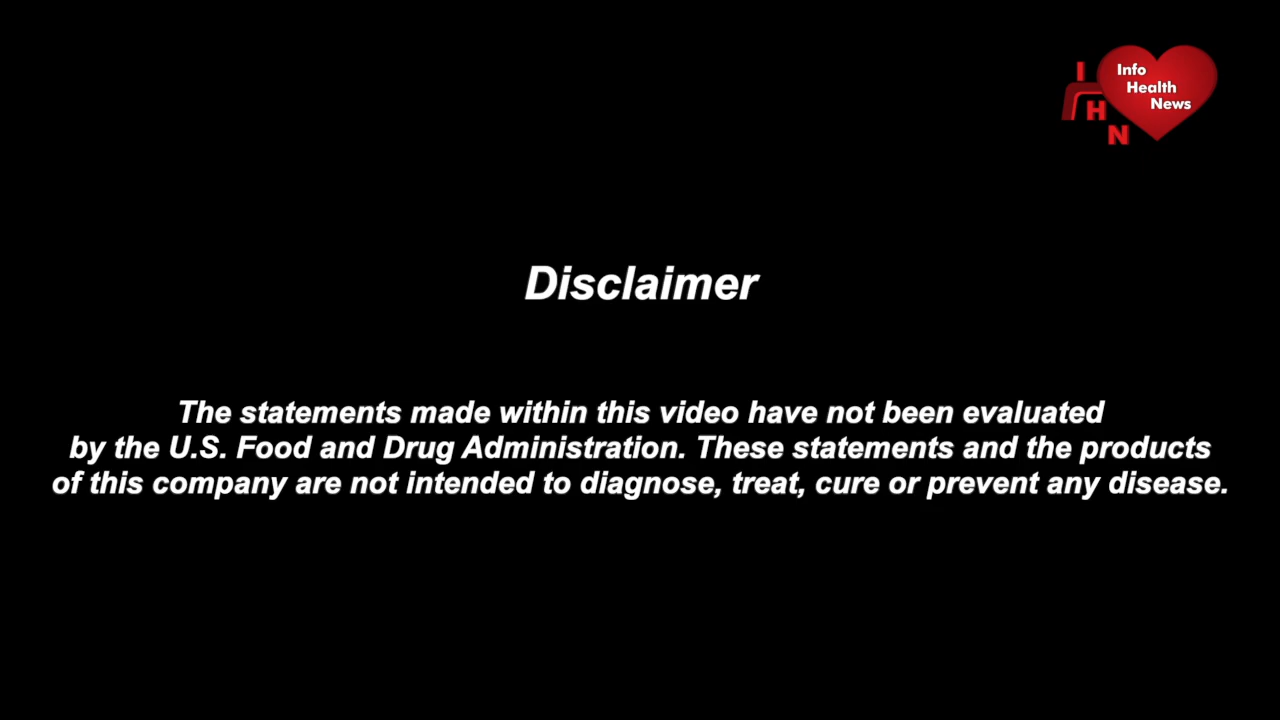 I
H
N
Info
Health
News
Disclaimer
The statements made within this video have not been evaluated
by the U.S. Food and Drug Administration. These statements and the products
of this company are not intended to diagnose, treat, cure or prevent any disease.